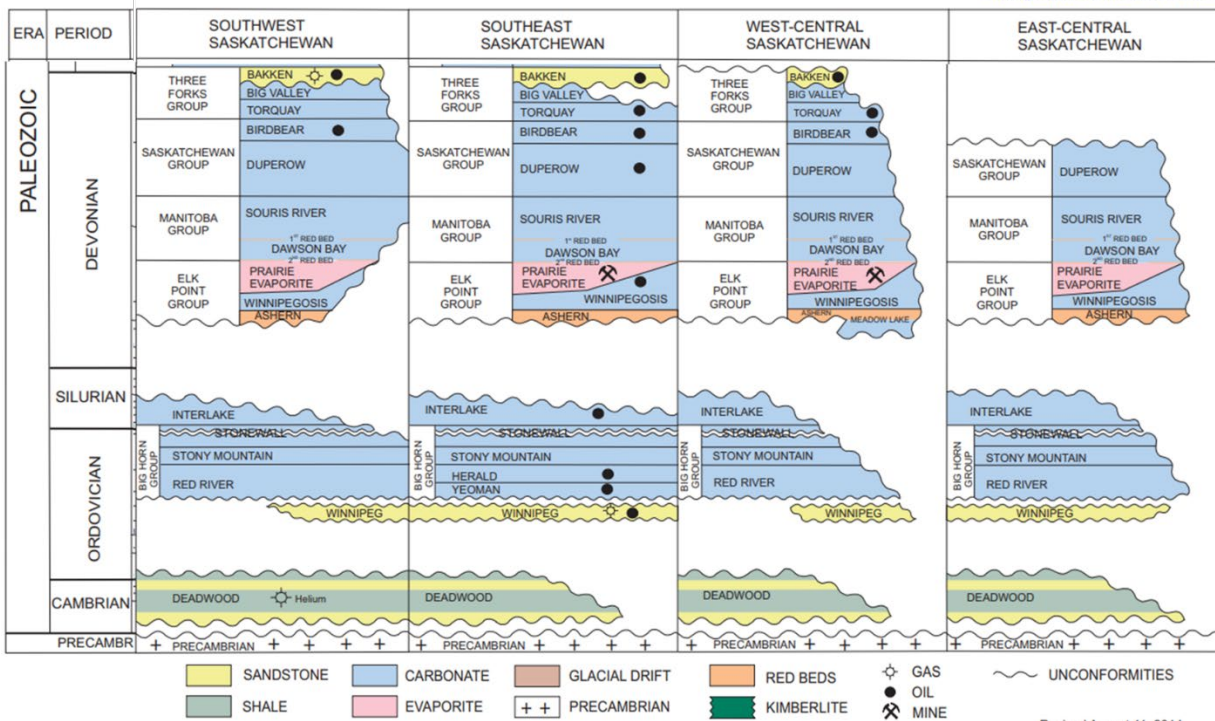 ERA PERIOD
SOUTHWEST
SASKATCHEWAN
SOUTHEAST
SASKATCHEWAN
WEST-CENTRAL
SASKATCHEWAN
EAST-CENTRAL
SASKATCHEWAN
PALEOZOIC
DEVONIAN
SILURIAN
ORDOVICIAN
CAMBRIAN
PRECAMBR
THREE
FORKS
GROUP
BAKKEN
BIG VALLEY
TORQUAY
SASKATCHEWAN
GROUP
BIRDBEAR
DUPEROW
MANITOBA
GROUP
SOURIS RIVER
1ST RED BED
DAWSON BAY
2ND RED BED
ELK
POINT
GROUP
PRAIRIE
EVAPORITE
WINNIPEGOSIS
ASHERN
INTERLAKE
BIG HORN
GROUP
STONEWALL
STONY MOUNTAIN
RED RIVER
WINNIPEG
DEADWOOD
Helium
PRECAMBRIAN
THREE
FORKS
GROUP
BAKKEN
BIG VALLEY
TORQUAY
SASKATCHEWAN
GROUP
BIRDBEAR
DUPEROW
MANITOBA
GROUP
SOURIS RIVER
1ST RED BED
DAWSON BAY
2ND RED BED
ELK
POINT
GROUP
PRAIRIE
EVAPORITE
WINNIPEGOSIS
ASHERN
INTERLAKE
BIG HORN
GROUP
STONEWALL
STONY MOUNTAIN
HERALD
YEOMAN
WINNIPEG
DEADWOOD
PRECAMBRIAN
THREE
FORKS
GROUP
BAKKEN
BIG VALLEY
TORQUAY
SASKATCHEWAN
GROUP
BIRDBEAR
DUPEROW
MANITOBA
GROUP
SOURIS RIVER
1ST RED BED
DAWSON BAY
2ND RED BED
ELK
POINT
GROUP
PRAIRIE
EVAPORITE
WINNIPEGOSIS
ASHERN
MEADOW LAKE
INTERLAKE
BIG HORN
GROUP
STONEWALL
STONY MOUNTAIN
RED RIVER
WINNIPEG
DEADWOOD
PRECAMBRIAN
SASKATCHEWAN
GROUP
DUPEROW
MANITOBA
GROUP
SOURIS RIVER
1ST RED BED
DAWSON BAY
2ND RED BED
ELK
POINT
GROUP
PRAIRIE
EVAPORITE
WINNIPEGOSIS
ASHERN
INTERLAKE
BIG HORN
GROUP
STONEWALL
STONY MOUNTAIN
RED RIVER
WINNIPEG
DEADWOOD
PRECAMBRIAN
SANDSTONE
CARBONATE
GLACIAL DRIFT
RED BEDS
GAS
UNCONFORMITIES
OIL
SHALE
EVAPORITE
PRECAMBRIAN
KIMBERLITE
MINE